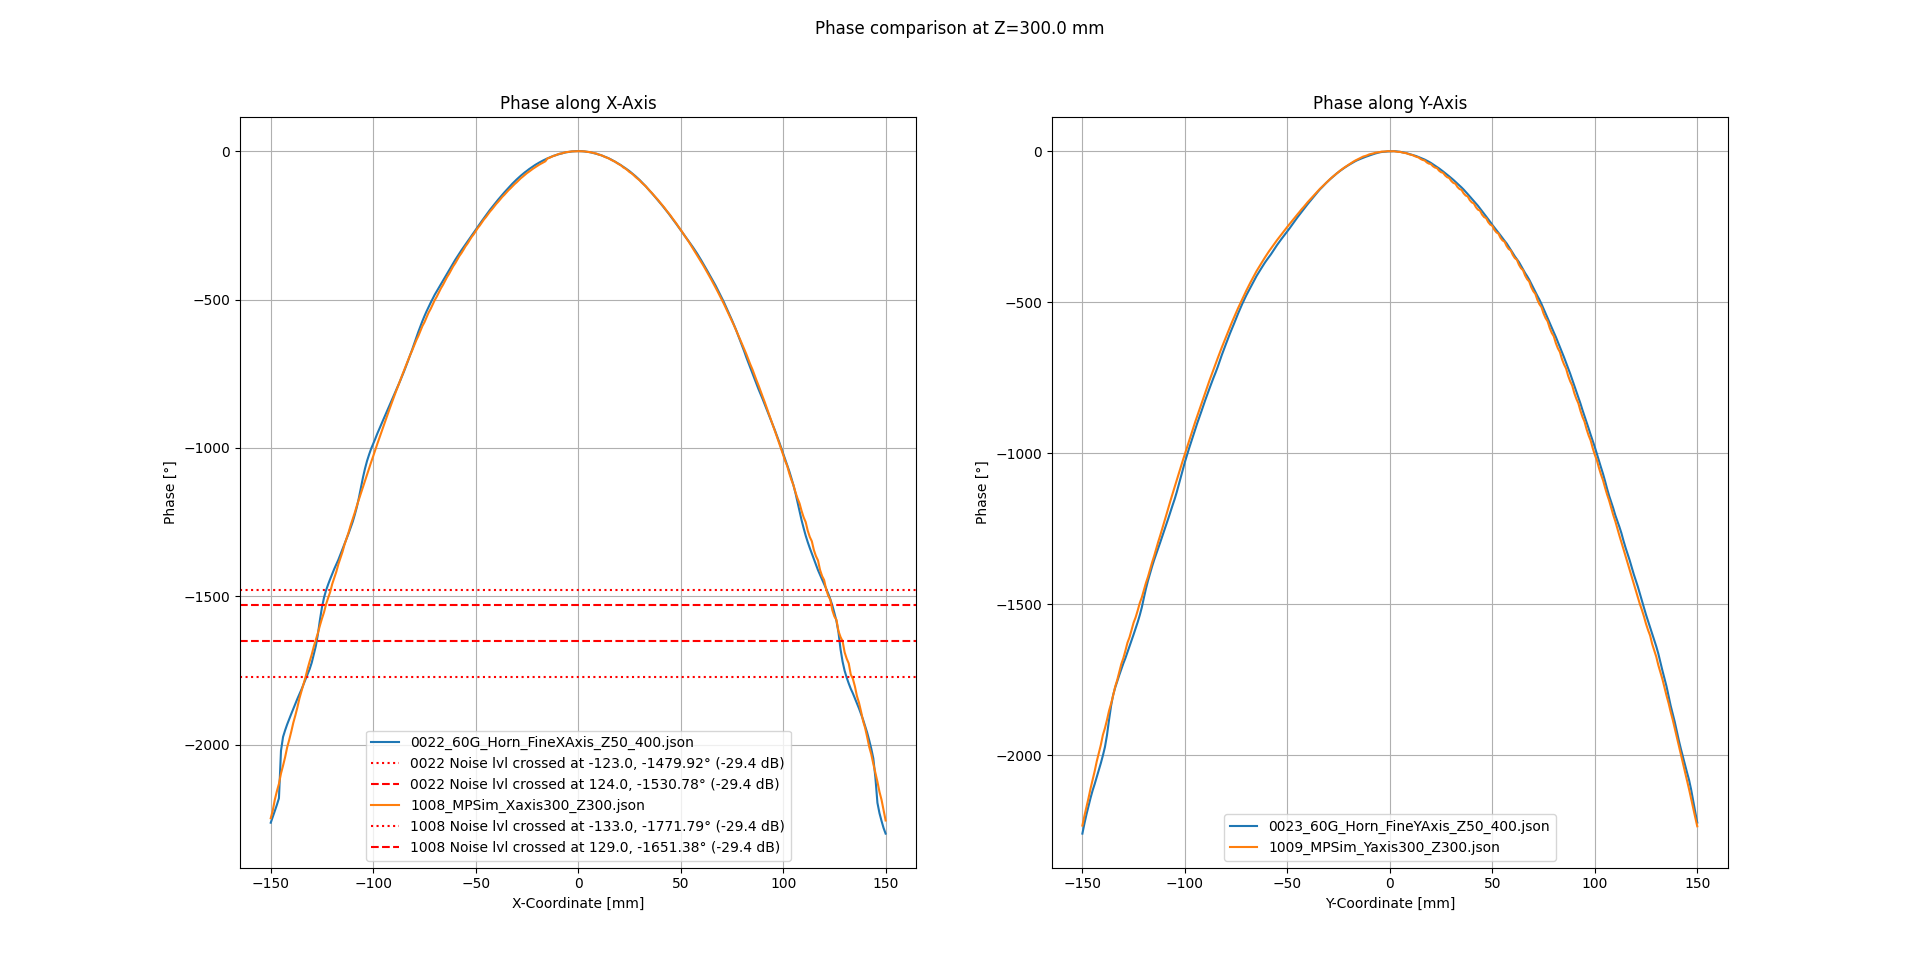 Phase comparison at Z=300.0 mm
Phase along X-Axis
0
−500
−1000
−1500
−2000
Phase [°]
−150
−100
−50
0
50
100
150
X-Coordinate [mm]
0022_60G_Horn_FineXAxis_Z50_400.json
0022 Noise lvl crossed at -123.0, -1479.92° (-29.4 dB)
0022 Noise lvl crossed at 124.0, -1530.78° (-29.4 dB)
1008_MPSim_Xaxis300_Z300.json
1008 Noise lvl crossed at -133.0, -1771.79° (-29.4 dB)
1008 Noise lvl crossed at 129.0, -1651.38° (-29.4 dB)
Phase along Y-Axis
0
−500
−1000
−1500
−2000
Phase [°]
−150
−100
−50
0
50
100
150
Y-Coordinate [mm]
0023_60G_Horn_FineYAxis_Z50_400.json
1009_MPSim_Yaxis300_Z300.json